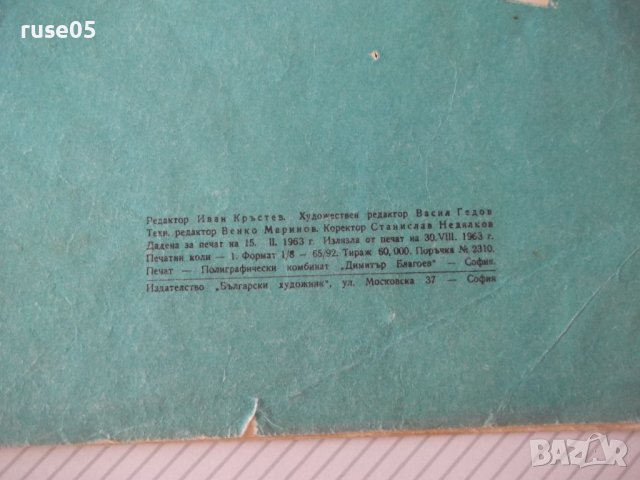 ruse05
Редактор Иван Кръстев. Художествен редактор Васил Гедов
Техн. редактор Венко Маринов. Коректор Станислав Недялков
Дадена за печат на 15. II. 1963 г. Излязла от печат на 30.VIII. 1963 г.
Печатни коли — 1. Формат 1/8 — 65/92. Тираж 60,000. Поръчка № 2310.
Печат — Полиграфически комбинат „Димитър Благоев“ — София.
Издателство „Български художник“, ул. Московска 37 — София
BAZAR
bg